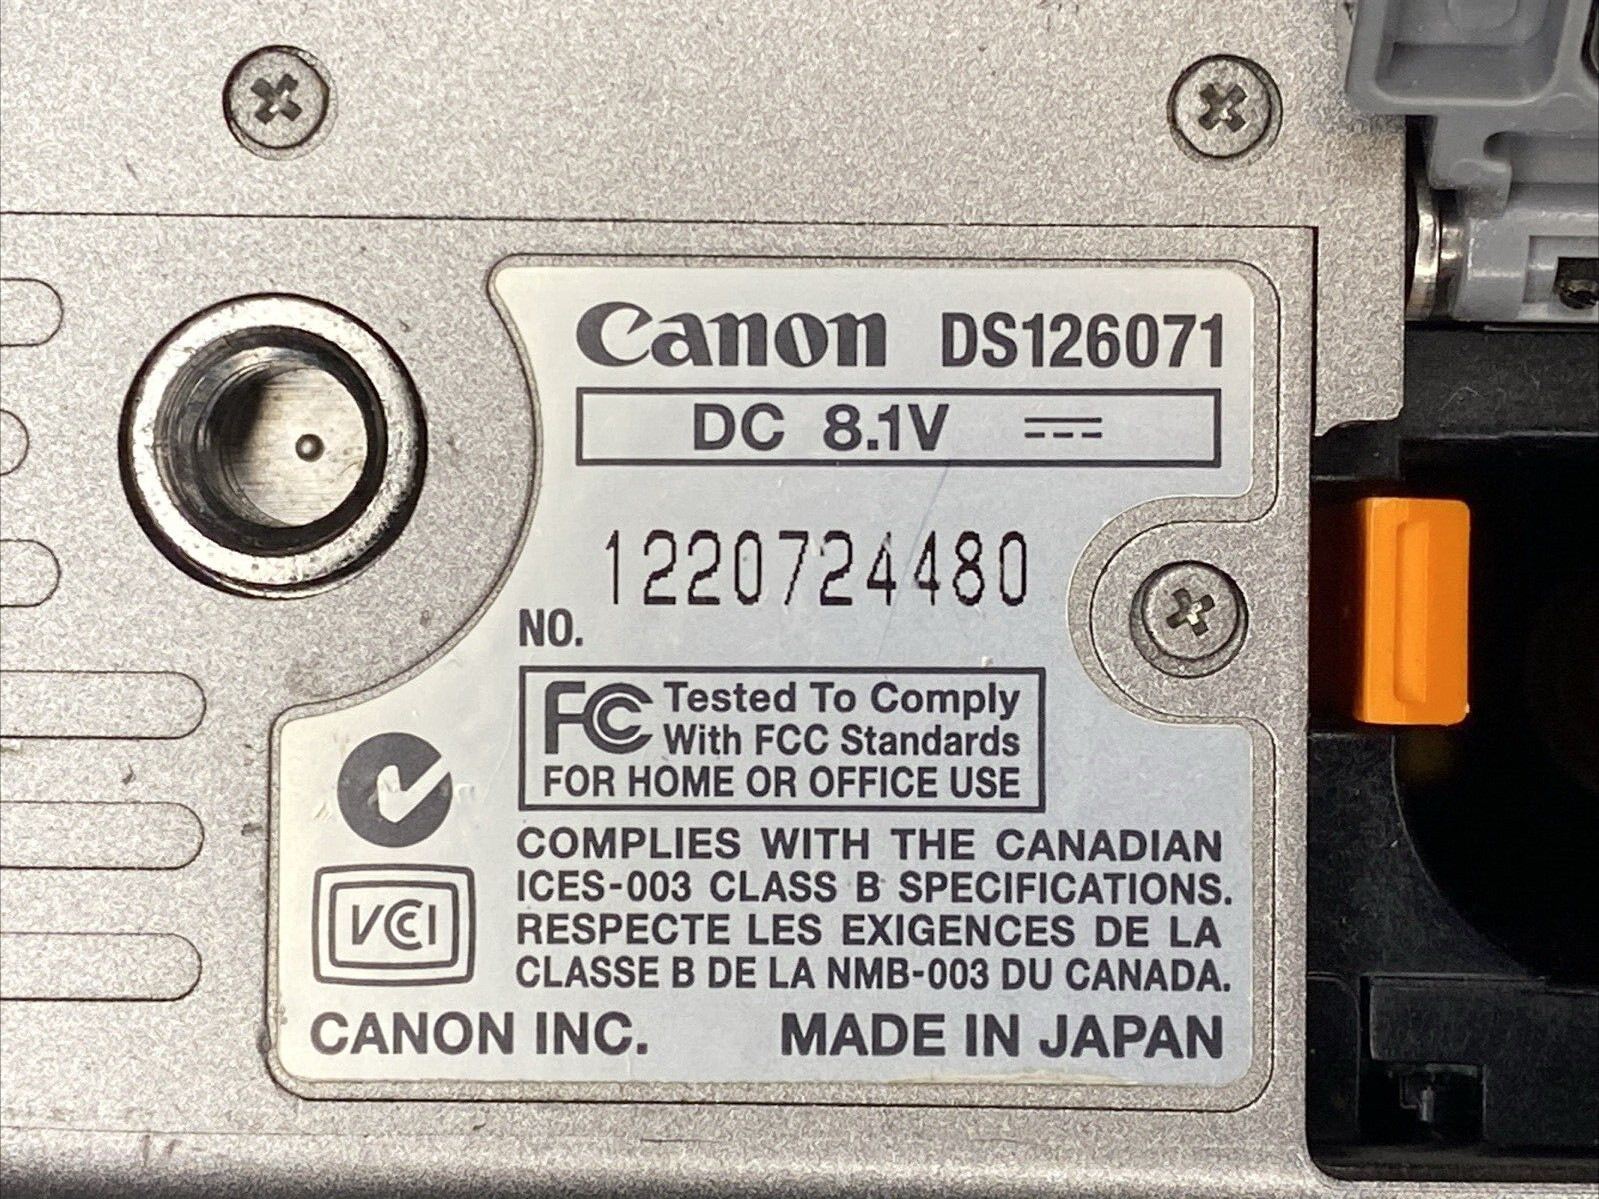 Canon DS126071
DC 8.1V
1220724480
NO.
FC Tested To Comply
With FCC Standards
FOR HOME OR OFFICE USE
COMPLIES WITH THE CANADIAN
ICES-003 CLASS B SPECIFICATIONS.
RESPECTE LES EXIGENCES DE LA
CLASSE B DE LA NMB-003 DU CANADA.
VCCI
CANON INC. MADE IN JAPAN